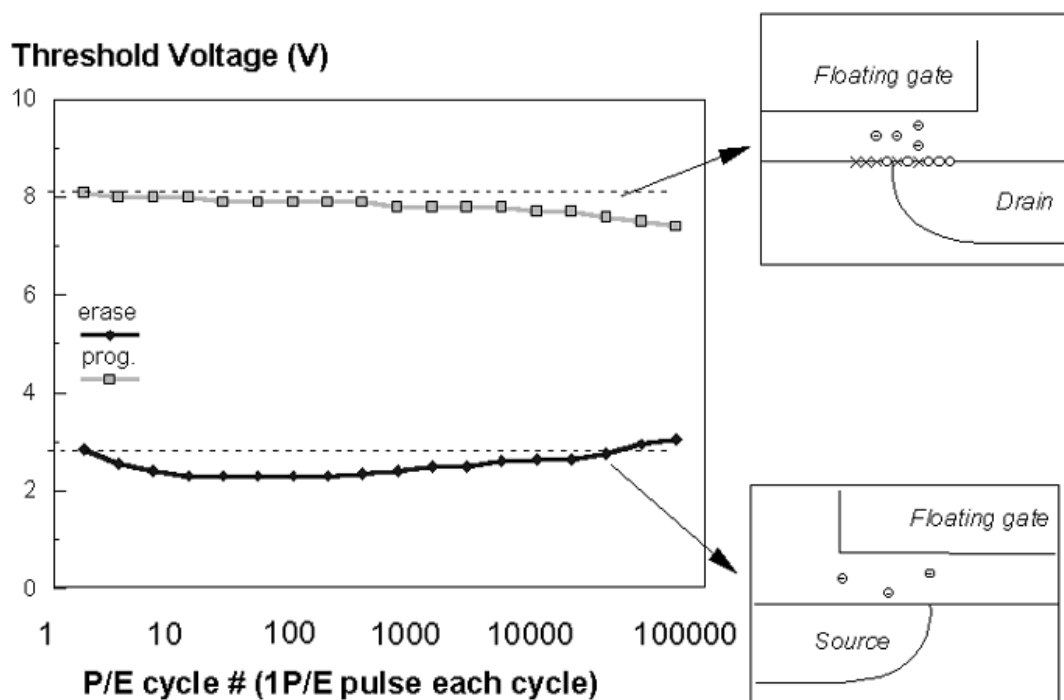 Threshold Voltage (V)
10
8
6
4
2
0
erase
prog.
1 10 100 1000 10000 100000
P/E cycle # (1P/E pulse each cycle)
Floating gate
Drain
Floating gate
Source